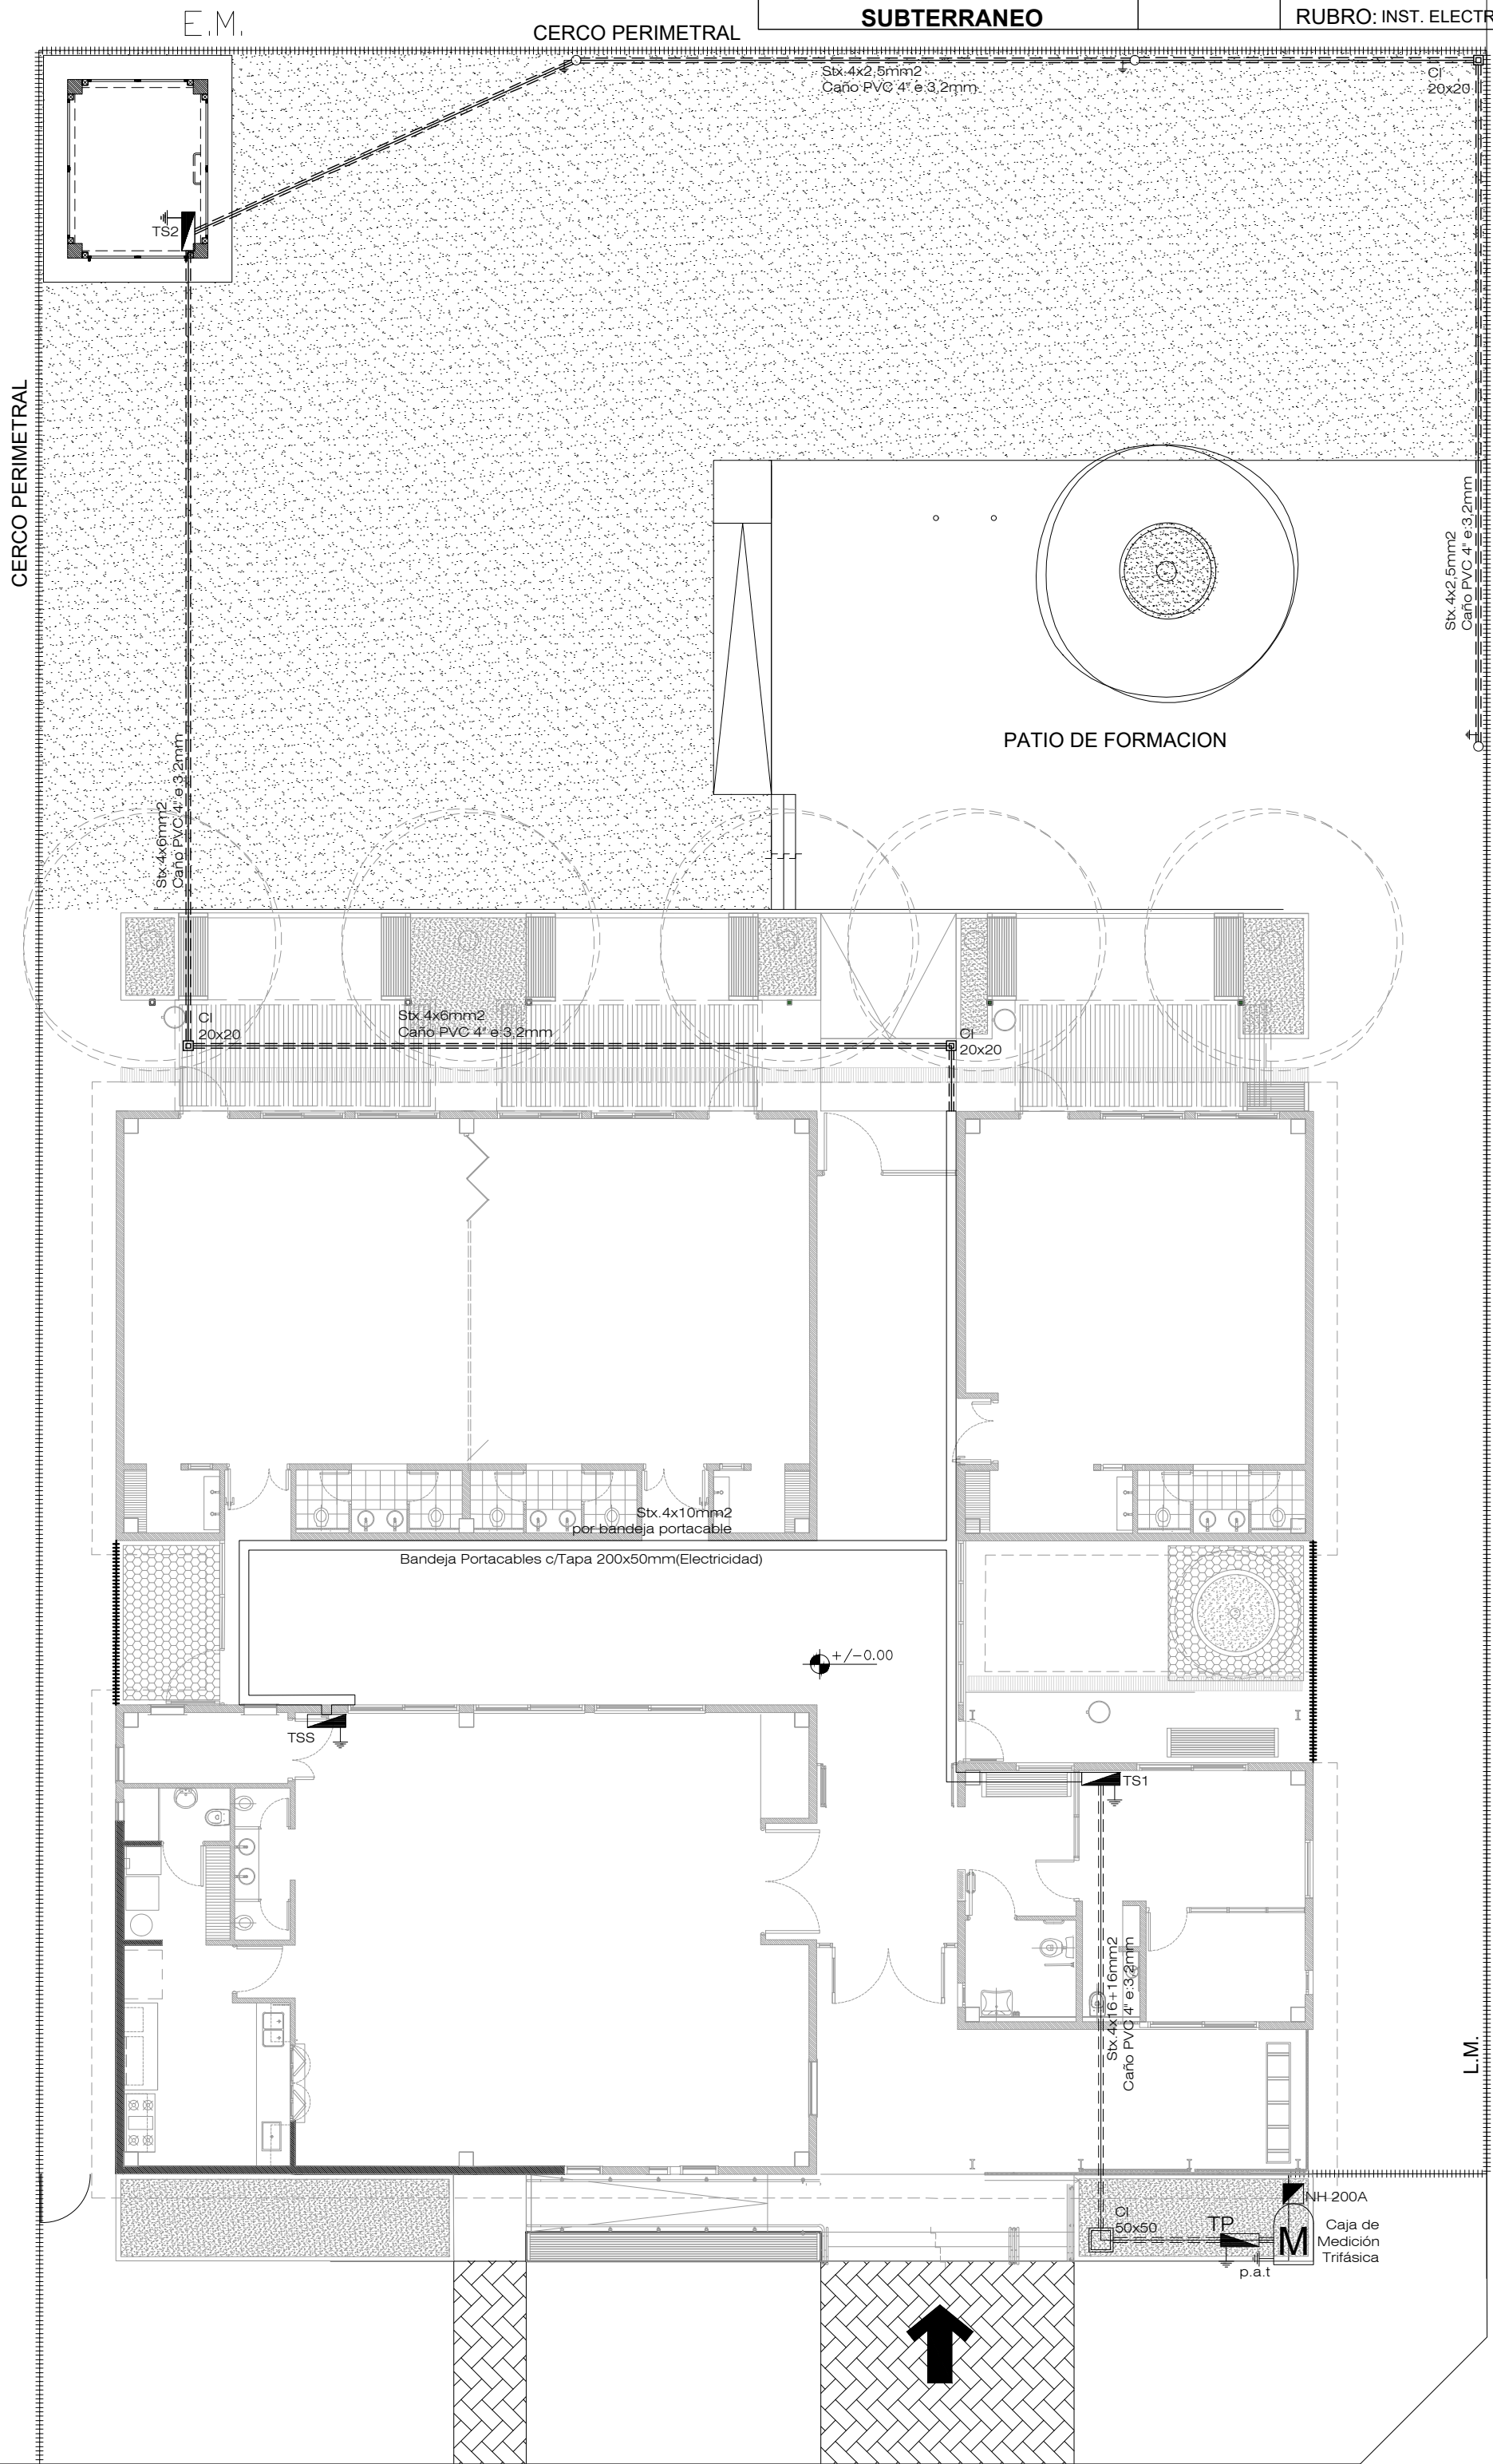 SUBTERRANEO
RUBRO: INST. ELECTR
E.M.
CERCO PERIMETRAL
Stx.4x2,5mm2
Caño PVC 4" e:3,2mm
CI
20x20
TS2
CERCO PERIMETRAL
Stx.4x2,5mm2
Caño PVC 4" e:3,2mm
PATIO DE FORMACION
Stx.4x6mm2
Caño PVC 4" e:3,2mm
CI
20x20
Stx.4x6mm2
Caño PVC 4" e:3,2mm
CI
20x20
Stx.4x10mm2
por bandeja portacable
Bandeja Portacables c/Tapa 200x50mm(Electricidad)
+/-0.00
TSS
TS1
Stx.4x16+16mm2
Caño PVC 4" e:3,2mm
L.M.
NH 200A
CI
50x50
TP
M
Caja de
Medición
Trifásica
p.a.t